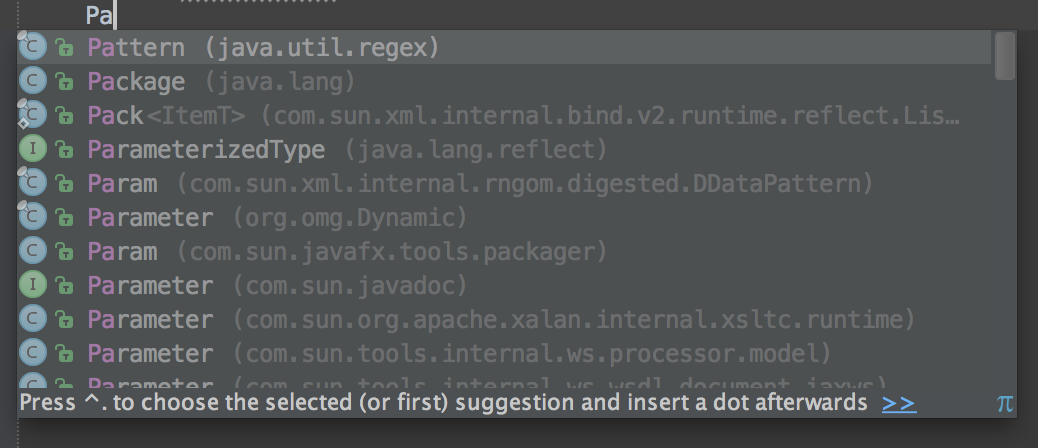 Pa
C Pattern (java.util.regex)
C Package (java.lang)
C Pack<ItemT> (com.sun.xml.internal.bind.v2.runtime.reflect.Lis…
I ParameterizedType (java.lang.reflect)
C Param (com.sun.xml.internal.rngom.digested.DDataPattern)
C Parameter (org.omg.Dynamic)
C Param (com.sun.javafx.tools.packager)
I Parameter (com.sun.javadoc)
C Parameter (com.sun.org.apache.xalan.internal.xsltc.runtime)
C Parameter (com.sun.tools.internal.ws.processor.model)
C Parameter (com.sun.tools.internal.ws.wsdl.document.jaxws)
Press ^. to choose the selected (or first) suggestion and insert a dot afterwards >> π